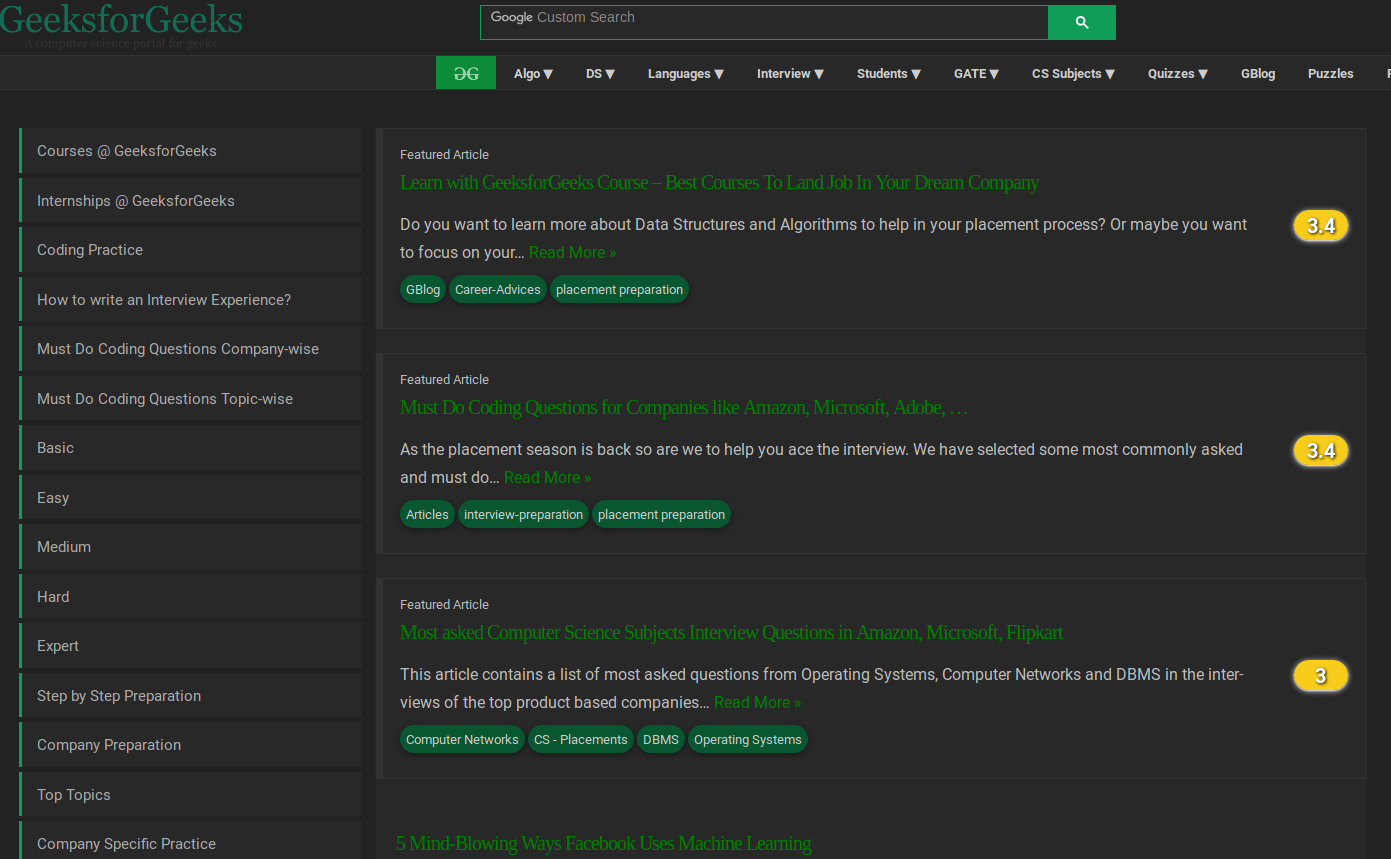 GeeksforGeeks
A computer science portal for geeks
Google Custom Search
Algo ▼ DS ▼ Languages ▼ Interview ▼ Students ▼ GATE ▼ CS Subjects ▼ Quizzes ▼ GBlog Puzzles
Courses @ GeeksforGeeks
Internships @ GeeksforGeeks
Coding Practice
How to write an Interview Experience?
Must Do Coding Questions Company-wise
Must Do Coding Questions Topic-wise
Basic
Easy
Medium
Hard
Expert
Step by Step Preparation
Company Preparation
Top Topics
Company Specific Practice
Featured Article
Learn with GeeksforGeeks Course – Best Courses To Land Job In Your Dream Company
Do you want to learn more about Data Structures and Algorithms to help in your placement process? Or maybe you want
to focus on your… Read More »
3.4
GBlog Career-Advices placement preparation
Featured Article
Must Do Coding Questions for Companies like Amazon, Microsoft, Adobe, …
As the placement season is back so are we to help you ace the interview. We have selected some most commonly asked
and must do… Read More »
3.4
Articles interview-preparation placement preparation
Featured Article
Most asked Computer Science Subjects Interview Questions in Amazon, Microsoft, Flipkart
This article contains a list of most asked questions from Operating Systems, Computer Networks and DBMS in the inter-
views of the top product based companies… Read More »
3
Computer Networks CS - Placements DBMS Operating Systems
5 Mind-Blowing Ways Facebook Uses Machine Learning